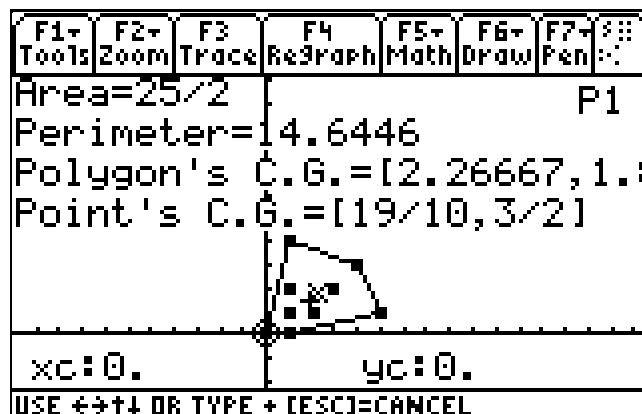 F1 F2 F3 F4 F5 F6 F7
Tools Zoom Trace ReGraph Math Draw Pen
Area=25/2
P1
Perimeter=14.6446
Polygon's C.G.=[2.26667,1.
Point's C.G.=[19/10,3/2]
xc:0. yc:0.
USE ←→↑↓ OR TYPE + [ESC]=CANCEL